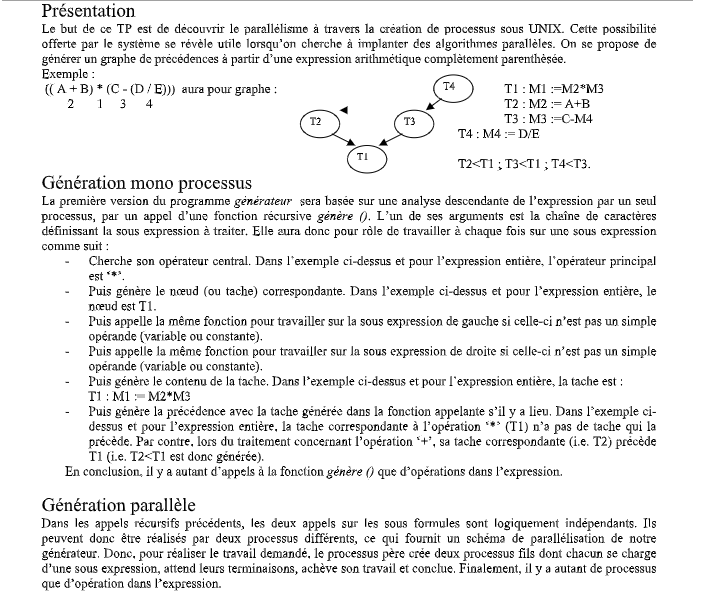 Présentation
Le but de ce TP est de découvrir le parallélisme à travers la création de processus sous UNIX. Cette possibilité
offerte par le système se révèle utile lorsqu'on cherche à implanter des algorithmes parallèles. On se propose de
générer un graphe de précédences à partir d'une expression arithmétique complètement parenthésée.
Exemple :
(( A + B) * (C - (D / E))) aura pour graphe :
2 1 3 4
T4
T2
T3
T1
T1 : M1 :=M2*M3
T2 : M2 := A+B
T3 : M3 :=C-M4
T4 : M4 := D/E
T2<T1 ; T3<T1 ; T4<T3.
Génération mono processus
La première version du programme générateur sera basée sur une analyse descendante de l'expression par un seul
processus, par un appel d'une fonction récursive génère (). L'un de ses arguments est la chaîne de caractères
définissant la sous expression à traiter. Elle aura donc pour rôle de travailler à chaque fois sur une sous expression
comme suit :
- Cherche son opérateur central. Dans l'exemple ci-dessus et pour l'expression entière, l'opérateur principal
est '*'.
- Puis génère le nœud (ou tache) correspondante. Dans l'exemple ci-dessus et pour l'expression entière, le
nœud est T1.
- Puis appelle la même fonction pour travailler sur la sous expression de gauche si celle-ci n'est pas un simple
opérande (variable ou constante).
- Puis appelle la même fonction pour travailler sur la sous expression de droite si celle-ci n'est pas un simple
opérande (variable ou constante).
- Puis génère le contenu de la tache. Dans l'exemple ci-dessus et pour l'expression entière, la tache est :
T1 : M1 := M2*M3
- Puis génère la précédence avec la tache générée dans la fonction appelante s'il y a lieu. Dans l'exemple ci-
dessus et pour l'expression entière, la tache correspondante à l'opération '*' (T1) n'a pas de tache qui la
précède. Par contre, lors du traitement concernant l'opération '+', sa tache correspondante (i.e. T2) précède
T1 (i.e. T2<T1 est donc générée).
En conclusion, il y a autant d'appels à la fonction génère () que d'opérations dans l'expression.
Génération parallèle
Dans les appels récursifs précédents, les deux appels sur les sous formules sont logiquement indépendants. Ils
peuvent donc être réalisés par deux processus différents, ce qui fournit un schéma de parallélisation de notre
générateur. Donc, pour réaliser le travail demandé, le processus père crée deux processus fils dont chacun se charge
d'une sous expression, attend leurs terminaisons, achève son travail et conclue. Finalement, il y a autant de processus
que d'opération dans l'expression.